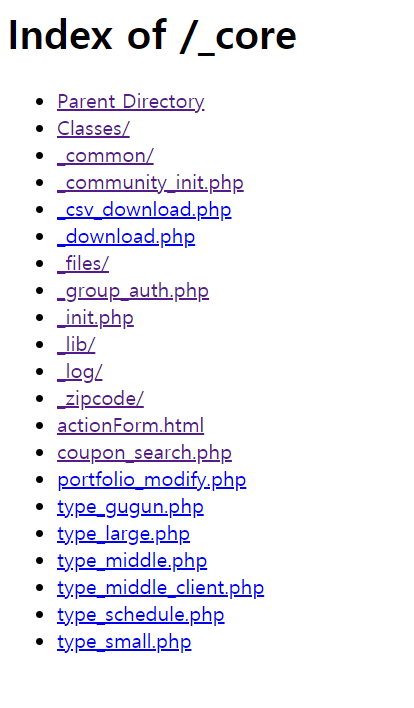 Index of /_core
Parent Directory
Classes/
_common/
_community_init.php
_csv_download.php
_download.php
_files/
_group_auth.php
_init.php
_lib/
_log/
_zipcode/
actionForm.html
coupon_search.php
portfolio_modify.php
type_gugun.php
type_large.php
type_middle.php
type_middle_client.php
type_schedule.php
type_small.php